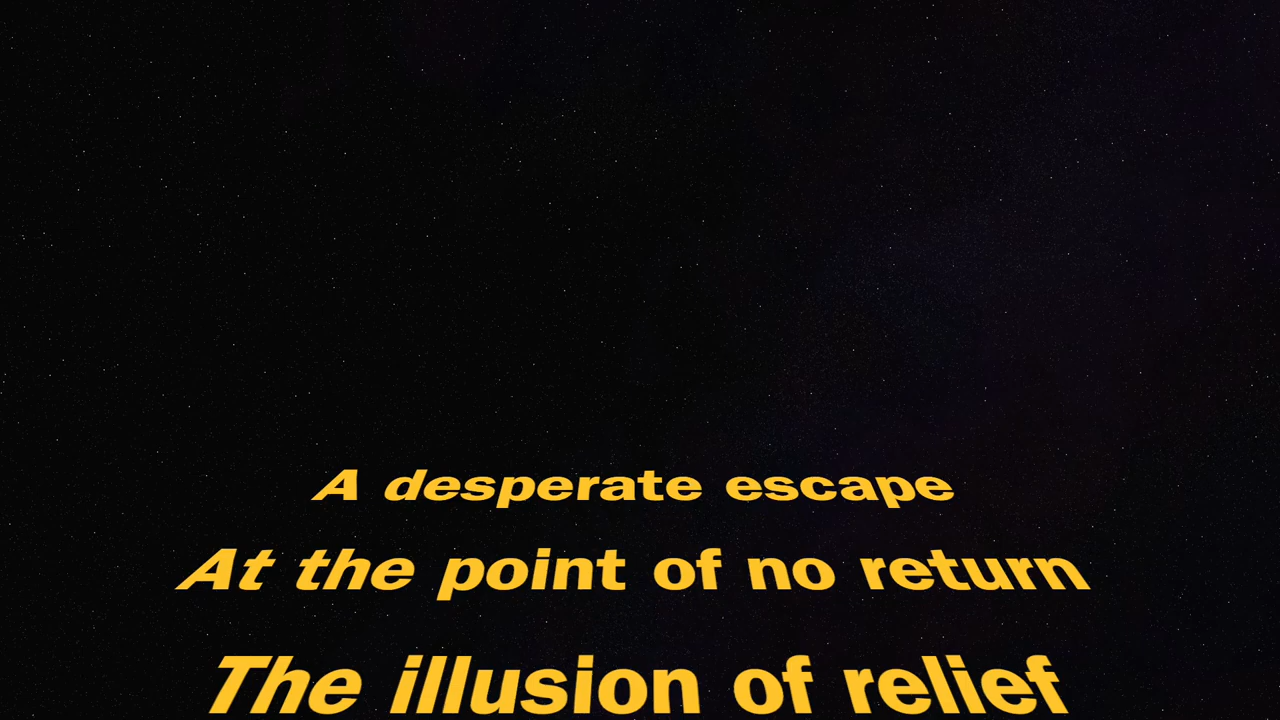 A desperate escape
At the point of no return
The illusion of relief